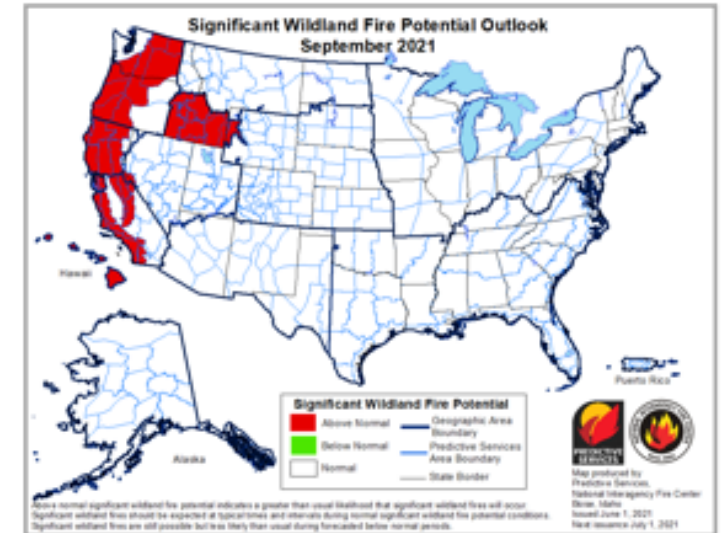 Significant Wildland Fire Potential Outlook
September 2021
Hawaii
Puerto Rico
Alaska
Significant Wildland Fire Potential
Above Normal
Below Normal
Normal
Geographic Area
Boundary
Predictive Services
Area Boundary
State Border
PREDICTIVE
SERVICES
Map produced by
Predictive Services,
National Interagency Fire Center
Boise, Idaho
Issued June 1, 2021
Next issuance July 1, 2021
Above normal significant wildland fire potential indicates a greater than usual likelihood that significant wildland fires will occur.
Significant wildland fires should be expected at typical times and intervals during normal significant wildland fire potential conditions.
Significant wildland fires are still possible but less likely than usual during forecasted below normal periods.